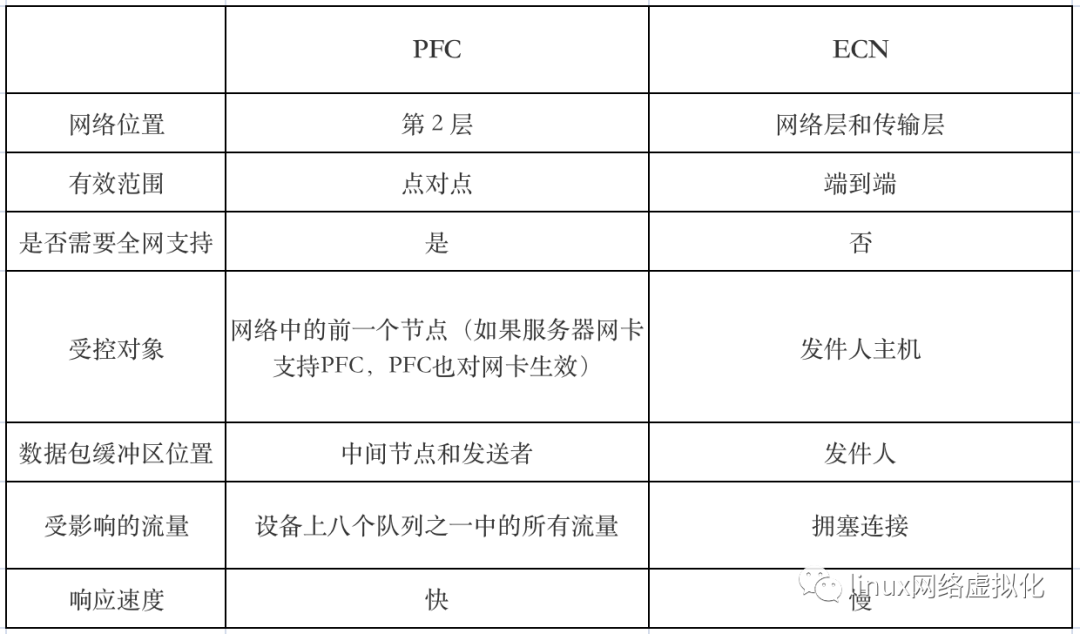 PFC ECN
网络位置 第2层 网络层和传输层
有效范围 点对点 端到端
是否需要全网支持 是 否
受控对象 网络中的前一个节点（如果服务器网卡
支持PFC，PFC也对网卡生效） 发件人主机
数据包缓冲区位置 中间节点和发送者 发件人
受影响的流量 设备上八个队列之一中的所有流量 拥塞连接
响应速度 快 慢
linux网络虚拟化